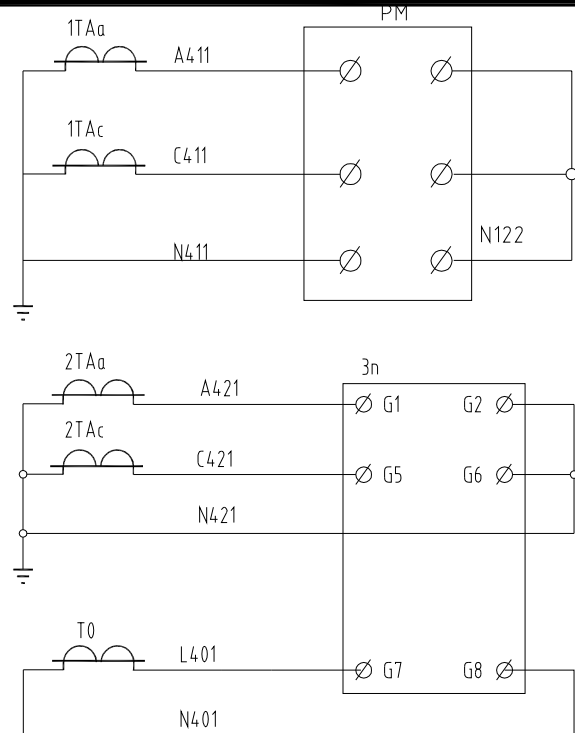 PM
1TAa
A411
1TAc
C411
N411
N122
2TAa
A421
3n
G1 G2
2TAc
C421
G5 G6
N421
T0
L401
G7 G8
N401